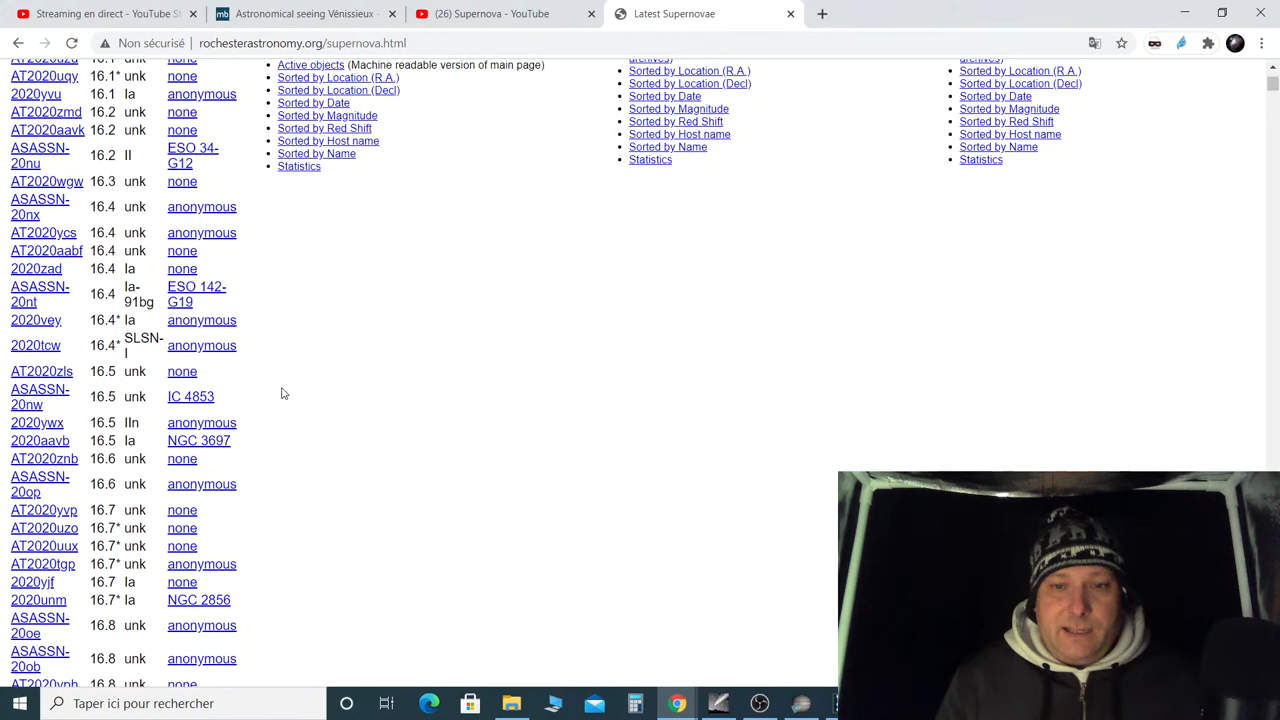 Streaming en direct - YouTube S
Astronomical seeing Vénissieux -
(26) Supernova - YouTube
Latest Supernovae
Non sécurisé
rochesterastronomy.org/supernova.html
16.1 unk none
AT2020uqy 16.1* unk none
2020yvu 16.1 Ia anonymous
AT2020zmd 16.2 unk none
AT2020aavk 16.2 unk none
ASASSN-
20nu 16.2 II ESO 34-
G12
AT2020wgw 16.3 unk none
ASASSN-
20nx 16.4 unk anonymous
AT2020ycs 16.4 unk anonymous
AT2020aabf 16.4 unk none
2020zad 16.4 Ia none
ASASSN-
20nt 16.4 Ia-
91bg ESO 142-
G19
2020vey 16.4* Ia anonymous
2020tcw 16.4* SLSN-
I anonymous
AT2020zls 16.5 unk none
ASASSN-
20nw 16.5 unk IC 4853
2020ywx 16.5 IIn anonymous
2020aavb 16.5 Ia NGC 3697
AT2020znb 16.6 unk none
ASASSN-
20op 16.6 unk anonymous
AT2020yvp 16.7 unk none
AT2020uzo 16.7* unk none
AT2020uux 16.7* unk none
AT2020tgp 16.7* unk anonymous
2020yjf 16.7 Ia none
2020unm 16.7* Ia NGC 2856
ASASSN-
20oe 16.8 unk anonymous
ASASSN-
20ob 16.8 unk anonymous
AT2020vph 16.8 unk none
Active objects (Machine readable version of main page)
Sorted by Location (R.A.)
Sorted by Location (Decl)
Sorted by Date
Sorted by Magnitude
Sorted by Red Shift
Sorted by Host name
Sorted by Name
Statistics
archives)
Sorted by Location (R.A.)
Sorted by Location (Decl)
Sorted by Date
Sorted by Magnitude
Sorted by Red Shift
Sorted by Host name
Sorted by Name
Statistics
archives)
Sorted by Location (R.A.)
Sorted by Location (Decl)
Sorted by Date
Sorted by Magnitude
Sorted by Red Shift
Sorted by Host name
Sorted by Name
Statistics
Taper ici pour rechercher